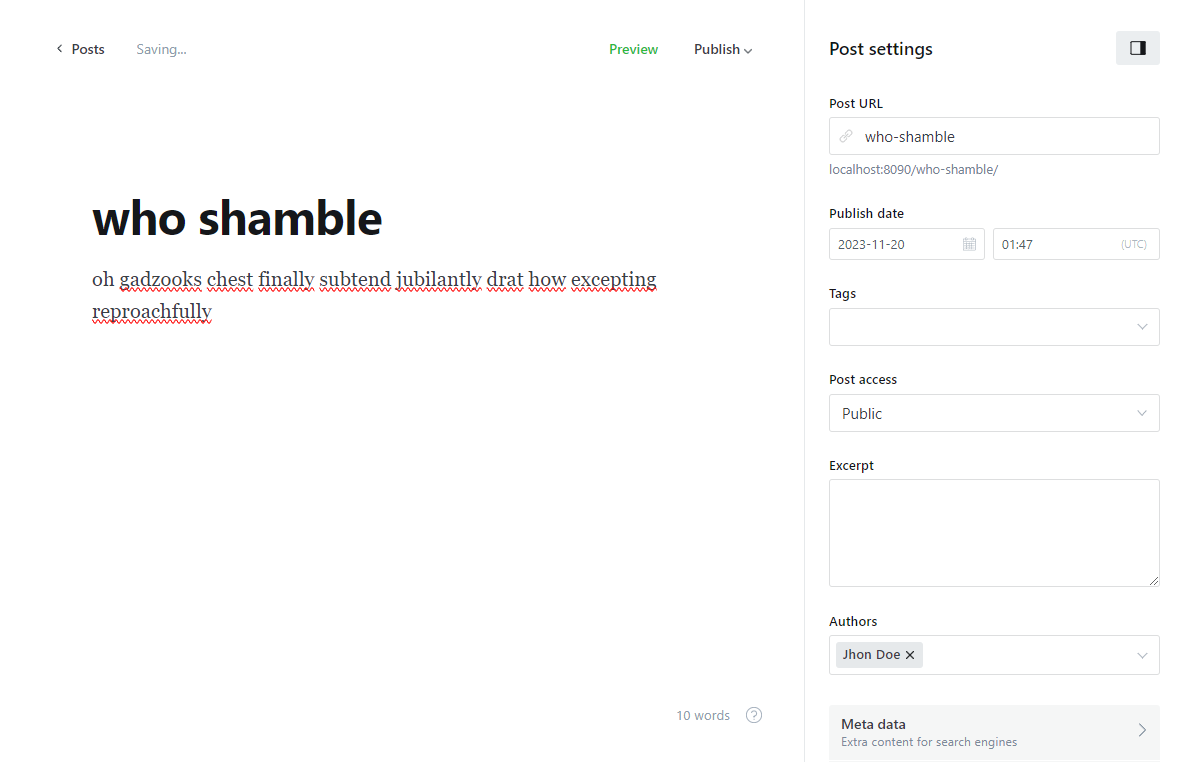 Posts
Saving...
Preview
Publish
who shamble
oh gadzooks chest finally subtend jubilantly drat how excepting
reproachfully
10 words
?
Post settings
Post URL
who-shamble
localhost:8090/who-shamble/
Publish date
2023-11-20
01:47
(UTC)
Tags
Post access
Public
Excerpt
Authors
Jhon Doe
Meta data
Extra content for search engines